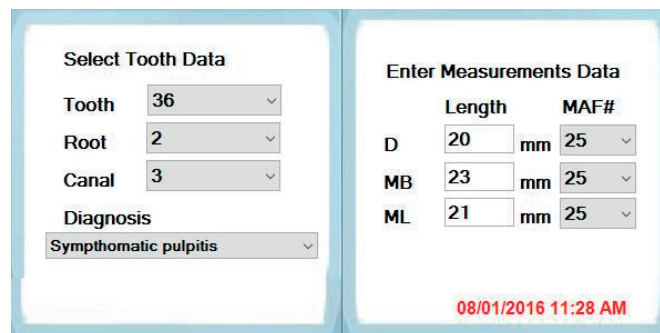 Select Tooth Data
Tooth 36
Root 2
Canal 3
Diagnosis
Sympthomatic pulpitis
Enter Measurements Data
Length MAF#
D 20 mm 25
MB 23 mm 25
ML 21 mm 25
08/01/2016 11:28 AM